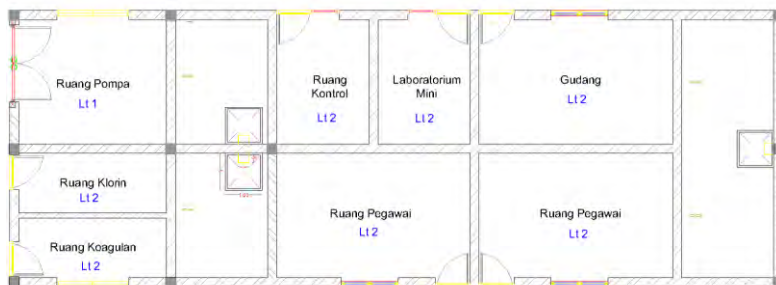 Ruang Pompa
Lt 1
Ruang
Kontrol
Lt 2
Laboratorium
Mini
Lt 2
Gudang
Lt 2
Ruang Klorin
Lt 2
Ruang Koagulan
Lt 2
Ruang Pegawai
Lt 2
Ruang Pegawai
Lt 2